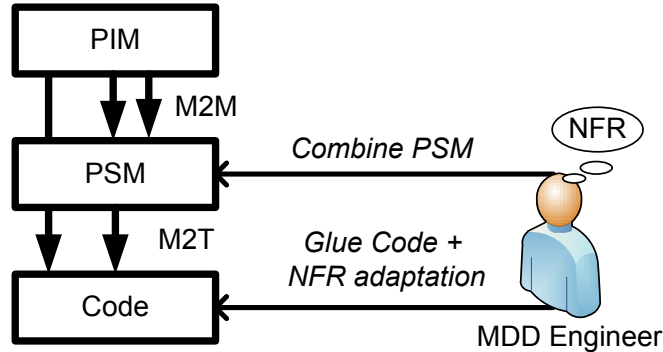 PIM
M2M
NFR
Combine PSM
PSM
M2T
Glue Code +
NFR adaptation
Code
MDD Engineer